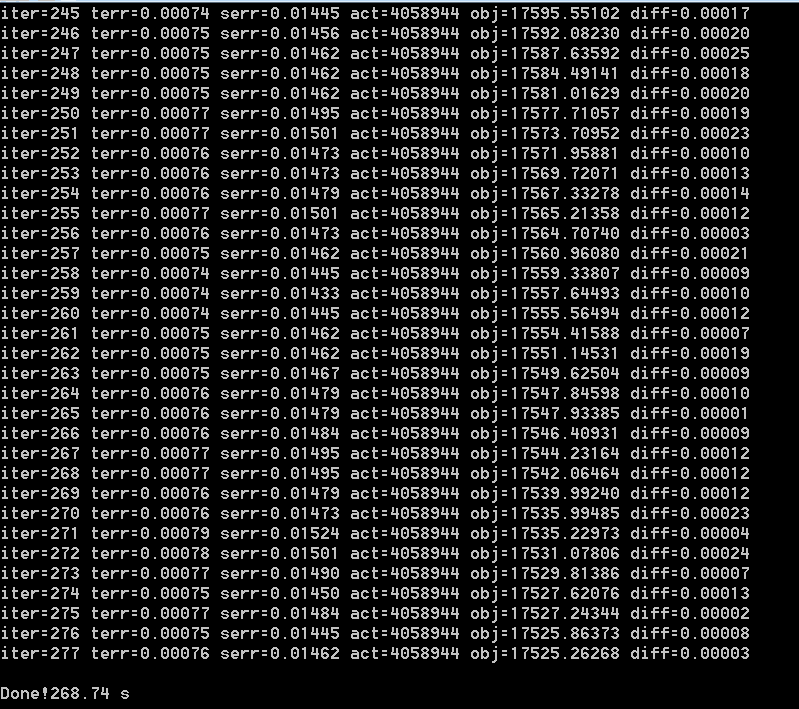 iter=245 terr=0.00074 serr=0.01445 act=4058944 obj=17595.55102 diff=0.00017
iter=246 terr=0.00075 serr=0.01456 act=4058944 obj=17592.08230 diff=0.00020
iter=247 terr=0.00075 serr=0.01462 act=4058944 obj=17587.63592 diff=0.00025
iter=248 terr=0.00075 serr=0.01462 act=4058944 obj=17584.49141 diff=0.00018
iter=249 terr=0.00075 serr=0.01462 act=4058944 obj=17581.01629 diff=0.00020
iter=250 terr=0.00077 serr=0.01495 act=4058944 obj=17577.71057 diff=0.00019
iter=251 terr=0.00077 serr=0.01501 act=4058944 obj=17573.70952 diff=0.00023
iter=252 terr=0.00076 serr=0.01473 act=4058944 obj=17571.95881 diff=0.00010
iter=253 terr=0.00076 serr=0.01473 act=4058944 obj=17569.72071 diff=0.00013
iter=254 terr=0.00076 serr=0.01479 act=4058944 obj=17567.33278 diff=0.00014
iter=255 terr=0.00077 serr=0.01501 act=4058944 obj=17565.21358 diff=0.00012
iter=256 terr=0.00076 serr=0.01473 act=4058944 obj=17564.70740 diff=0.00003
iter=257 terr=0.00075 serr=0.01462 act=4058944 obj=17560.96080 diff=0.00021
iter=258 terr=0.00074 serr=0.01445 act=4058944 obj=17559.33807 diff=0.00009
iter=259 terr=0.00074 serr=0.01433 act=4058944 obj=17557.64493 diff=0.00010
iter=260 terr=0.00074 serr=0.01445 act=4058944 obj=17555.56494 diff=0.00012
iter=261 terr=0.00075 serr=0.01462 act=4058944 obj=17554.41588 diff=0.00007
iter=262 terr=0.00075 serr=0.01462 act=4058944 obj=17551.14531 diff=0.00019
iter=263 terr=0.00075 serr=0.01467 act=4058944 obj=17549.62504 diff=0.00009
iter=264 terr=0.00076 serr=0.01479 act=4058944 obj=17547.84598 diff=0.00010
iter=265 terr=0.00076 serr=0.01479 act=4058944 obj=17547.93385 diff=0.00001
iter=266 terr=0.00076 serr=0.01484 act=4058944 obj=17546.40931 diff=0.00009
iter=267 terr=0.00077 serr=0.01495 act=4058944 obj=17544.23164 diff=0.00012
iter=268 terr=0.00077 serr=0.01495 act=4058944 obj=17542.06464 diff=0.00012
iter=269 terr=0.00076 serr=0.01479 act=4058944 obj=17539.99240 diff=0.00012
iter=270 terr=0.00076 serr=0.01473 act=4058944 obj=17535.99485 diff=0.00023
iter=271 terr=0.00079 serr=0.01524 act=4058944 obj=17535.22973 diff=0.00004
iter=272 terr=0.00078 serr=0.01501 act=4058944 obj=17531.07806 diff=0.00024
iter=273 terr=0.00077 serr=0.01490 act=4058944 obj=17529.81386 diff=0.00007
iter=274 terr=0.00075 serr=0.01450 act=4058944 obj=17527.62076 diff=0.00013
iter=275 terr=0.00077 serr=0.01484 act=4058944 obj=17527.24344 diff=0.00002
iter=276 terr=0.00075 serr=0.01445 act=4058944 obj=17525.86373 diff=0.00008
iter=277 terr=0.00076 serr=0.01462 act=4058944 obj=17525.26268 diff=0.00003
Done!268.74 s